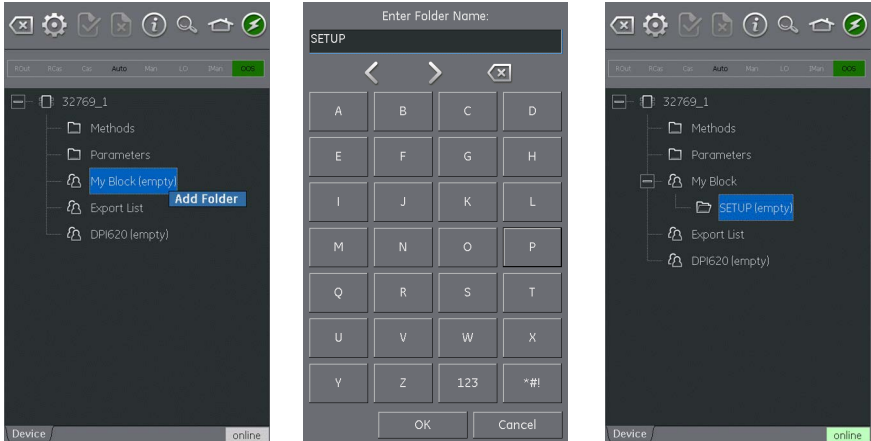 ROut RCas Cas Auto Man LO IMan OOS
32769_1
Methods
Parameters
My Block (empty)
Add Folder
Export List
DPI620 (empty)
Device
online
Enter Folder Name:
SETUP
A B C D
E F G H
I J K L
M N O P
Q R S T
U V W X
Y Z 123 *#!
OK Cancel
ROut RCas Cas Auto Man LO IMan OOS
32769_1
Methods
Parameters
My Block
SETUP (empty)
Export List
DPI620 (empty)
Device
online